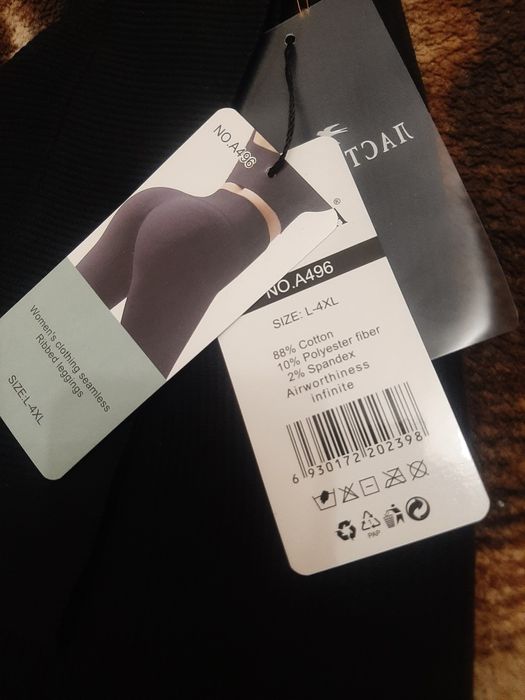 NO.A496
Women's clothing seamless
Ribbed leggings
SIZE:L-4XL
ЛАСТ
®
NO.A496
SIZE: L-4XL
88% Cotton
10% Polyester fiber
2% Spandex
Airworthiness
infinite
6 930172 202398
PAP